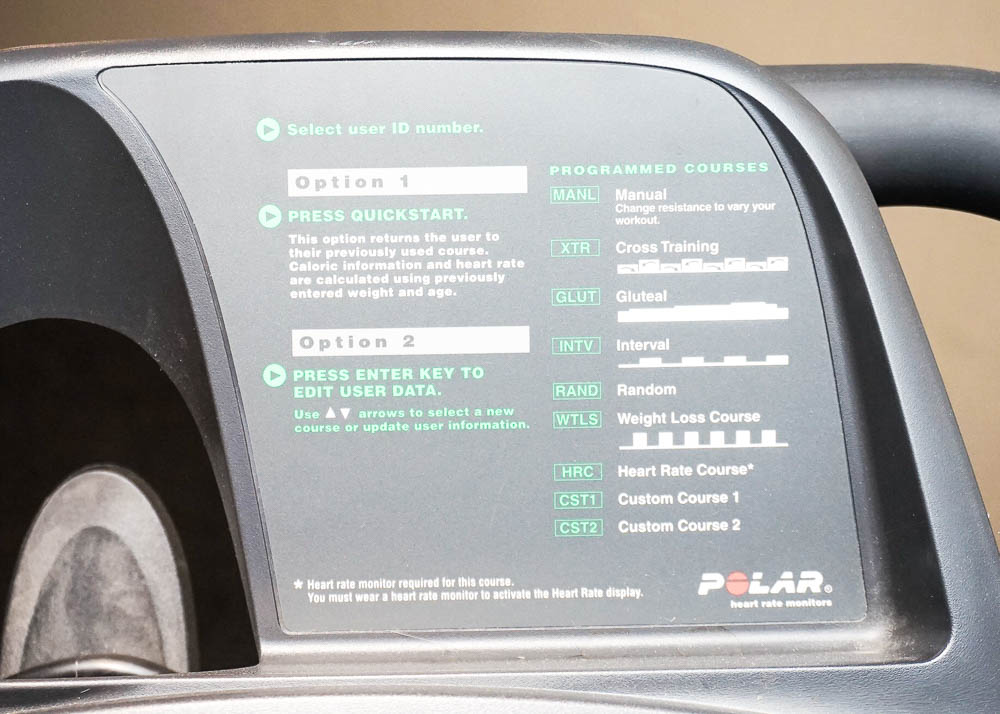 Select user ID number.
Option 1
PRESS QUICKSTART.
This option returns the user to
their previously used course.
Caloric information and heart rate
are calculated using previously
entered weight and age.
Option 2
PRESS ENTER KEY TO
EDIT USER DATA.
Use ▲▼ arrows to select a new
course or update user information.
PROGRAMMED COURSES
MANL Manual
Change resistance to vary your
workout.
XTR Cross Training
GLUT Gluteal
INTV Interval
RAND Random
WTLS Weight Loss Course
HRC Heart Rate Course*
CST1 Custom Course 1
CST2 Custom Course 2
* Heart rate monitor required for this course.
You must wear a heart rate monitor to activate the Heart Rate display.
POLAR®
heart rate monitors